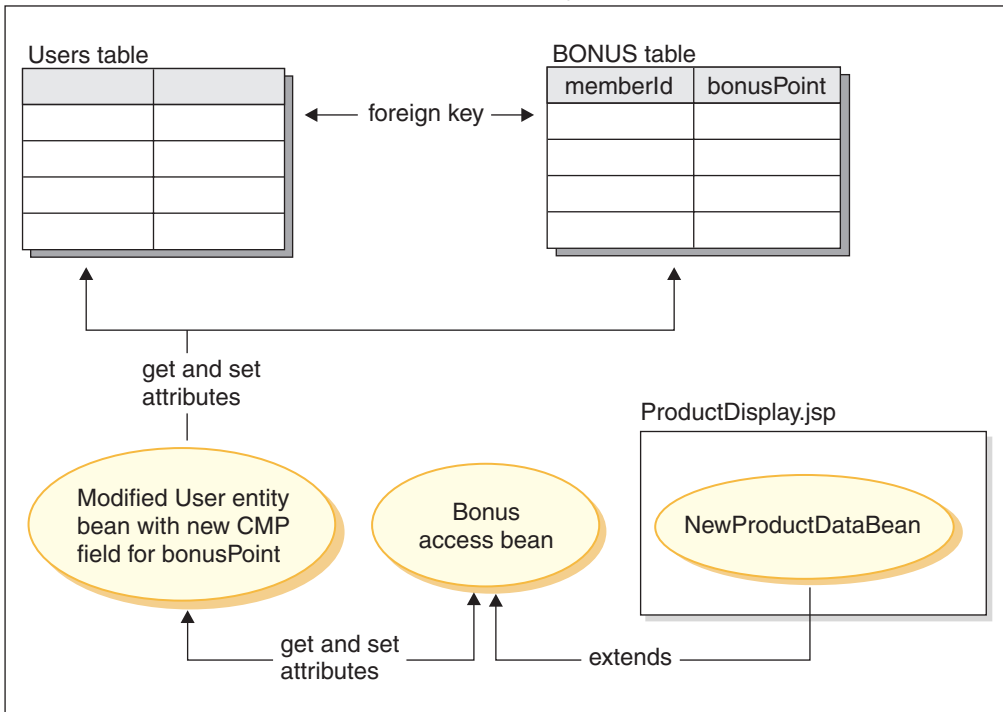 Users table
BONUS table
memberId bonusPoint
foreign key
get and set
attributes
ProductDisplay.jsp
Modified User entity
bean with new CMP
field for bonusPoint
Bonus
access bean
NewProductDataBean
get and set
attributes
extends